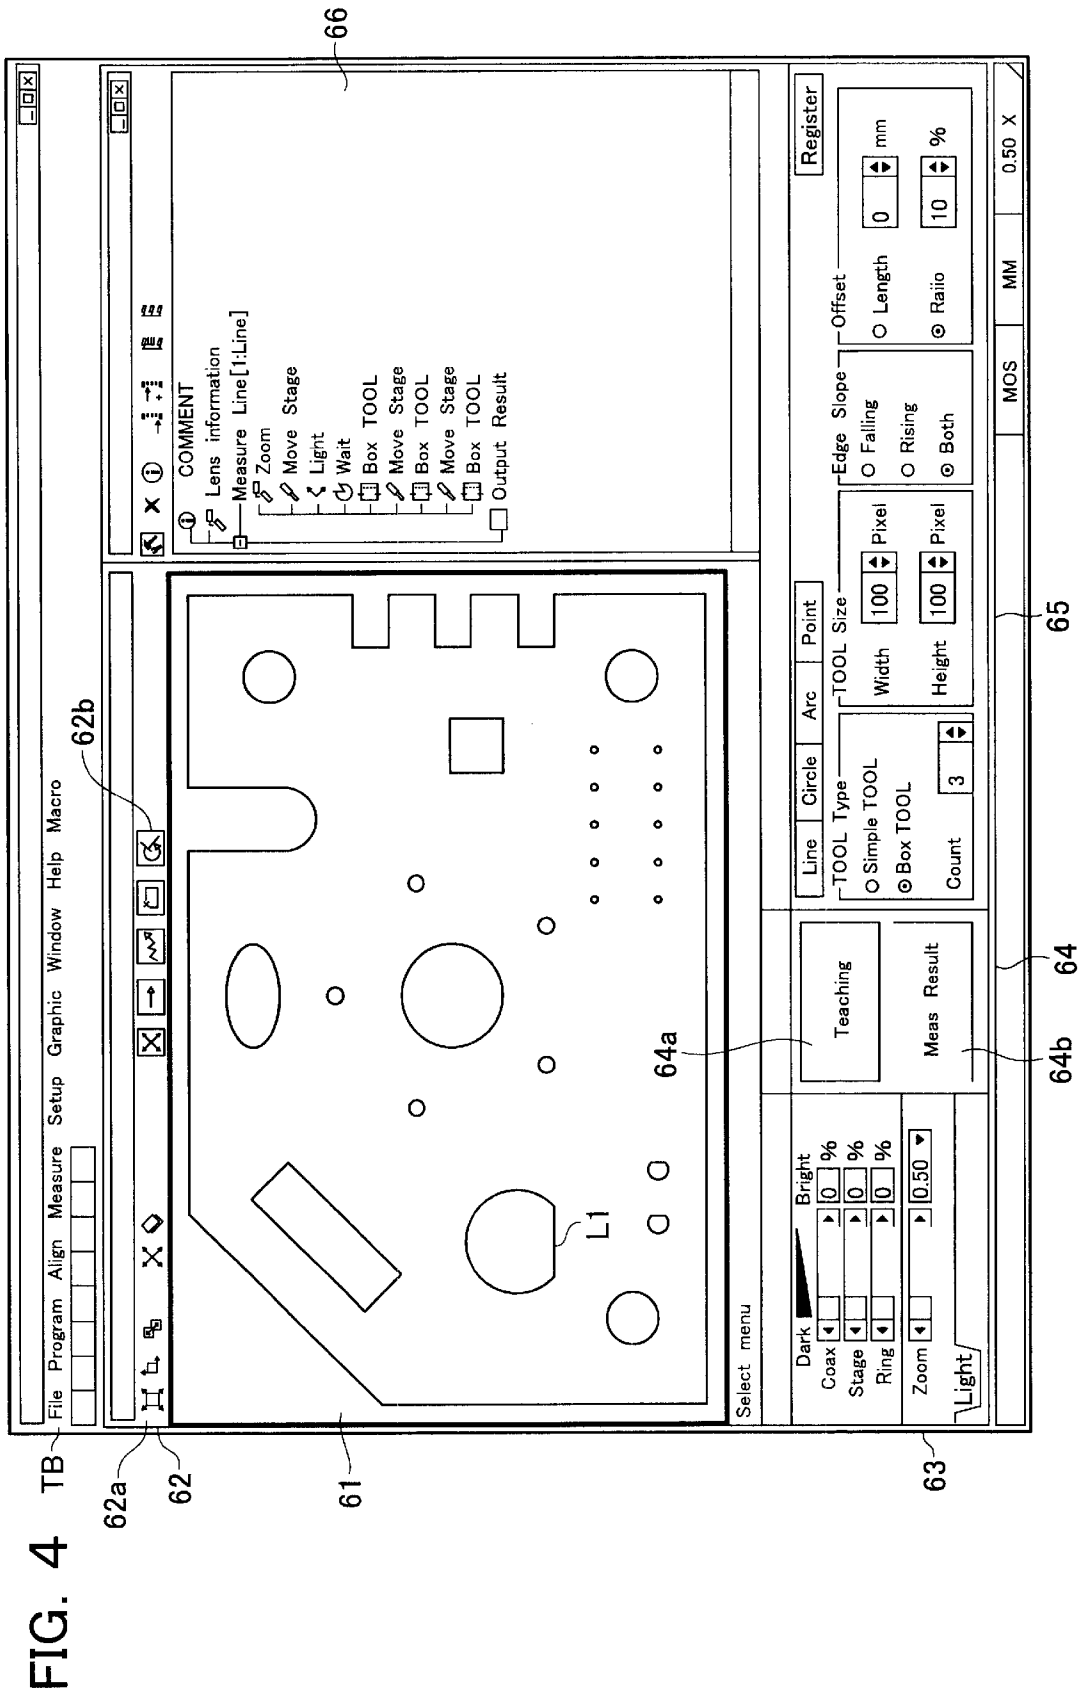 FIG. 4
TB
File Program Align Measure Setup Graphic Window Help Macro
62a
62
62b
61
L1
Select menu
66
COMMENT
Lens information
Measure Line[1:Line]
Zoom
Move Stage
Light
Wait
Box TOOL
Move Stage
Box TOOL
Move Stage
Box TOOL
Output Result
Dark Bright
Coax 0 %
Stage 0 %
Ring 0 %
Zoom 0.50
Light
63
Teaching
Meas Result
64a
64b
64
Line Circle Arc Point
Register
TOOL Type
Simple TOOL
Box TOOL
Count 3
TOOL Size
Width 100 Pixel
Height 100 Pixel
Edge Slope
Falling
Rising
Both
Offset
Length 0 mm
Raiio 10 %
65
MOS MM 0.50 X